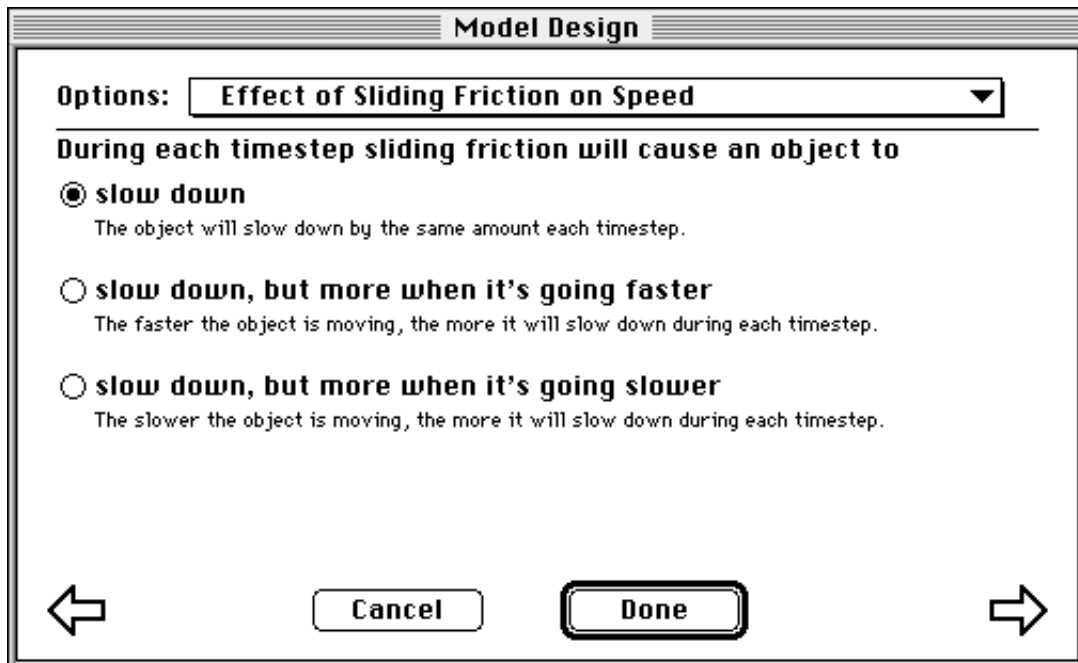 Model Design
Options: Effect of Sliding Friction on Speed
During each timestep sliding friction will cause an object to
slow down
The object will slow down by the same amount each timestep.
slow down, but more when it's going faster
The faster the object is moving, the more it will slow down during each timestep.
slow down, but more when it's going slower
The slower the object is moving, the more it will slow down during each timestep.
Cancel Done